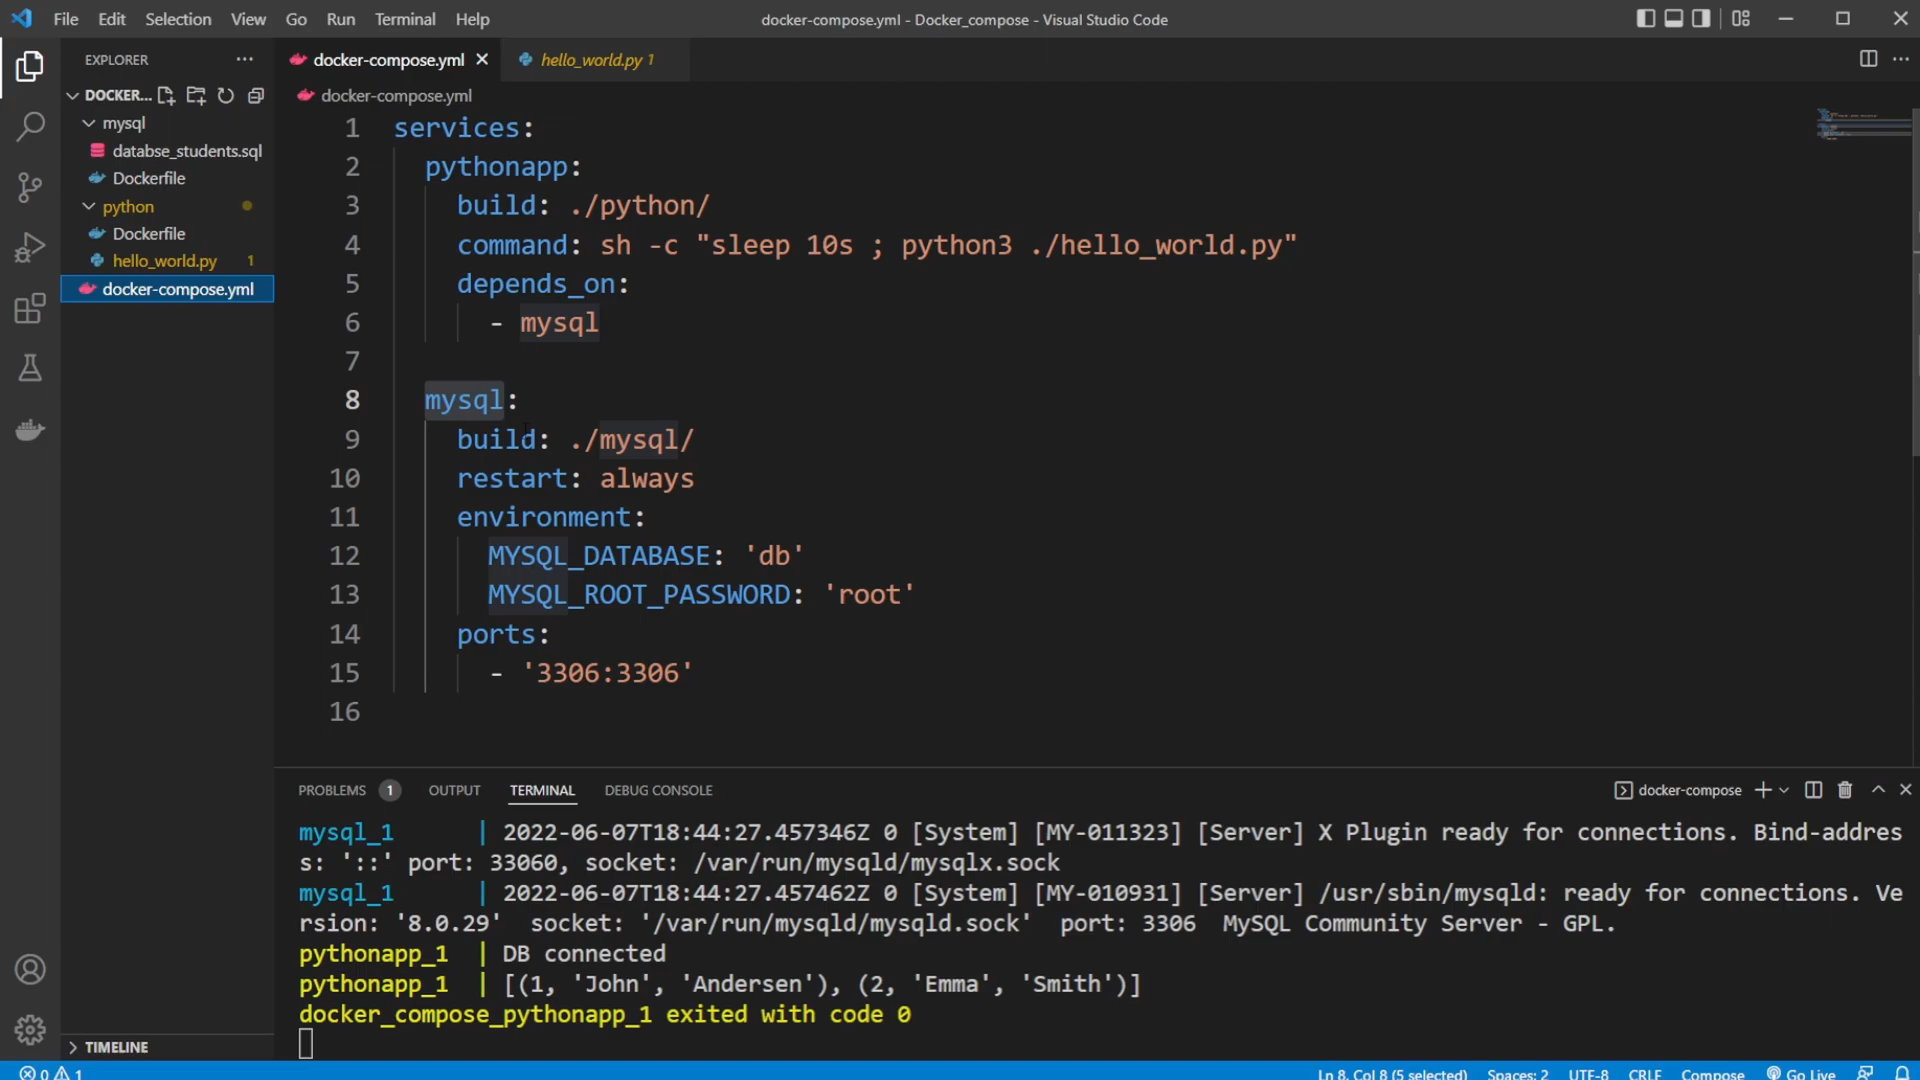 File Edit Selection View Go Run Terminal Help
docker-compose.yml - Docker_compose - Visual Studio Code
EXPLORER
DOCKER...
mysql
databse_students.sql
Dockerfile
python
Dockerfile
hello_world.py 1
docker-compose.yml
TIMELINE
docker-compose.yml hello_world.py 1
docker-compose.yml
1 services:
2 pythonapp:
3 build: ./python/
4 command: sh -c "sleep 10s ; python3 ./hello_world.py"
5 depends_on:
6 - mysql
7
8 mysql:
9 build: ./mysql/
10 restart: always
11 environment:
12 MYSQL_DATABASE: 'db'
13 MYSQL_ROOT_PASSWORD: 'root'
14 ports:
15 - '3306:3306'
16
PROBLEMS 1 OUTPUT TERMINAL DEBUG CONSOLE
docker-compose
mysql_1 | 2022-06-07T18:44:27.457346Z 0 [System] [MY-011323] [Server] X Plugin ready for connections. Bind-addres
s: '::' port: 33060, socket: /var/run/mysqld/mysqlx.sock
mysql_1 | 2022-06-07T18:44:27.457462Z 0 [System] [MY-010931] [Server] /usr/sbin/mysqld: ready for connections. Ve
rsion: '8.0.29' socket: '/var/run/mysqld/mysqld.sock' port: 3306 MySQL Community Server - GPL.
pythonapp_1 | DB connected
pythonapp_1 | [(1, 'John', 'Andersen'), (2, 'Emma', 'Smith')]
docker_compose_pythonapp_1 exited with code 0
0 1
Ln 8, Col 8 (5 selected) Spaces: 2 UTF-8 CRLF Compose Go Live